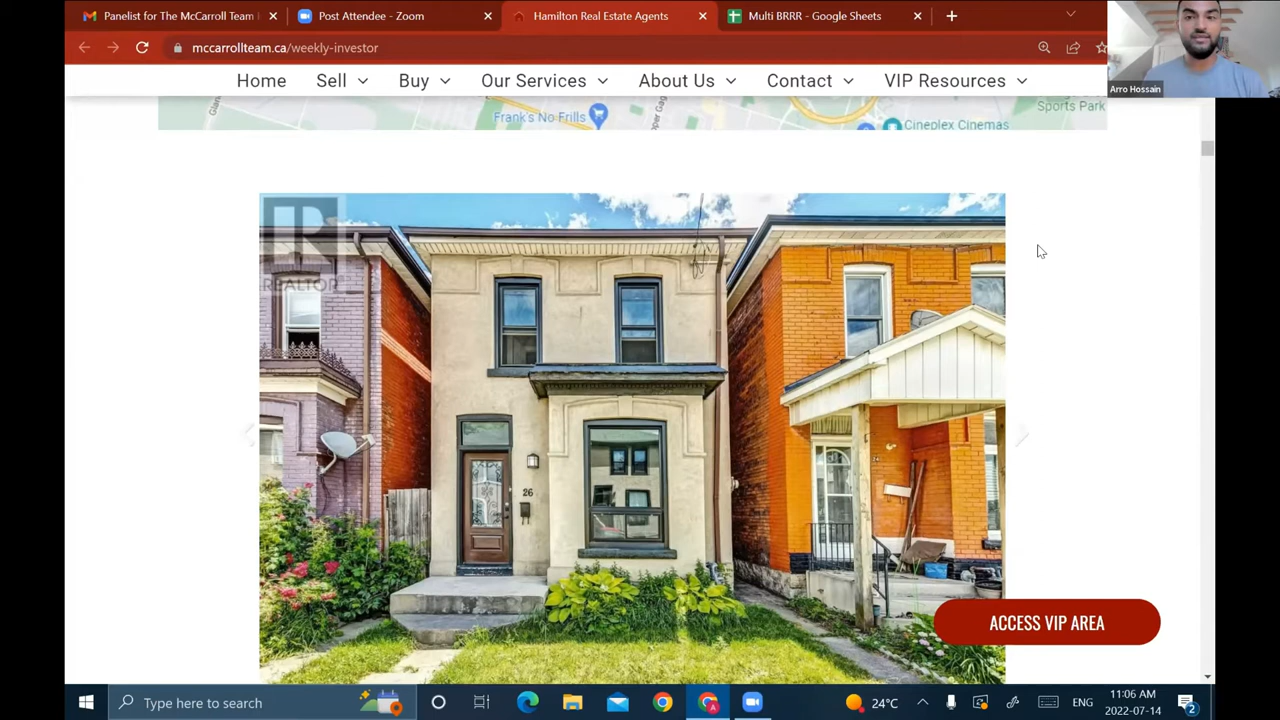 Panelist for The McCarroll Team
Post Attendee - Zoom
Hamilton Real Estate Agents
Multi BRRR - Google Sheets
mccarrollteam.ca/weekly-investor
Home
Sell
Buy
Our Services
About Us
Contact
VIP Resources
Arro Hossain
Frank's No Frills
Cineplex Cinemas
Sports Park
R
REALTOR
26
24
ACCESS VIP AREA
Type here to search
24°C
ENG
11:06 AM
2022-07-14
2